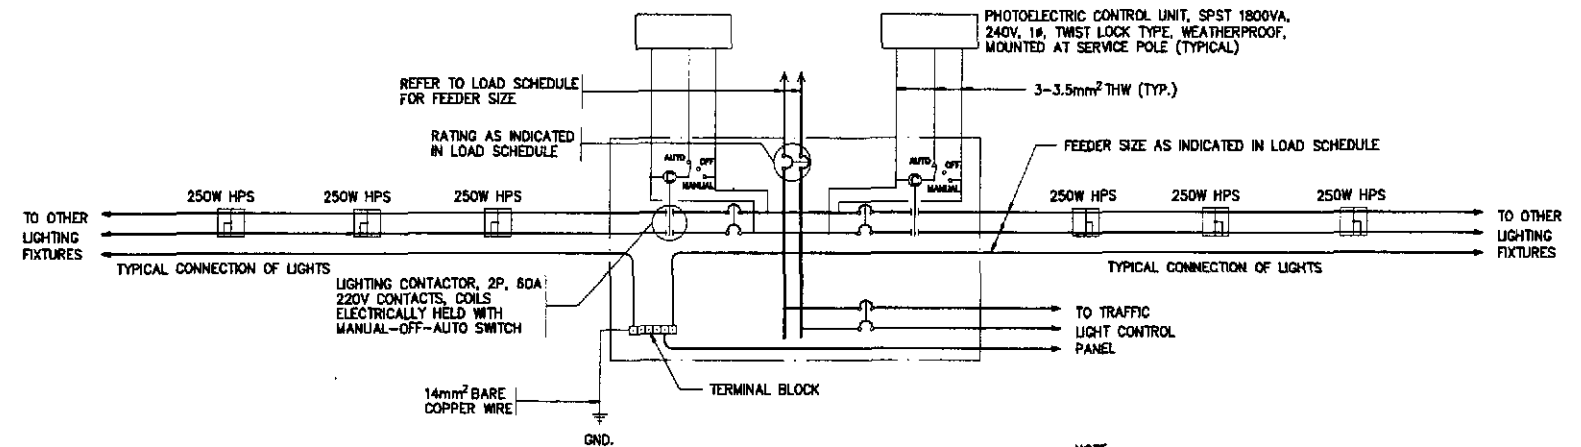 PHOTOELECTRIC CONTROL UNIT, SPST 1800VA,
240V, 1ø, TWIST LOCK TYPE, WEATHERPROOF,
MOUNTED AT SERVICE POLE (TYPICAL)
REFER TO LOAD SCHEDULE
FOR FEEDER SIZE
3-3.5mm² THW (TYP.)
RATING AS INDICATED
IN LOAD SCHEDULE
FEEDER SIZE AS INDICATED IN LOAD SCHEDULE
AUTO
OFF
MANUAL
AUTO
OFF
MANUAL
250W HPS
250W HPS
250W HPS
250W HPS
250W HPS
250W HPS
TO OTHER
LIGHTING
FIXTURES
TO OTHER
LIGHTING
FIXTURES
TYPICAL CONNECTION OF LIGHTS
TYPICAL CONNECTION OF LIGHTS
LIGHTING CONTACTOR, 2P, 60A
220V CONTACTS, COILS
ELECTRICALLY HELD WITH
MANUAL-OFF-AUTO SWITCH
TO TRAFFIC
LIGHT CONTROL
PANEL
TERMINAL BLOCK
14mm² BARE
COPPER WIRE
GND.